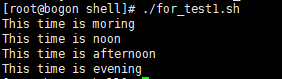 [root@bogon shell]# ./for_test1.sh
This time is moring
This time is noon
This time is afternoon
This time is evening